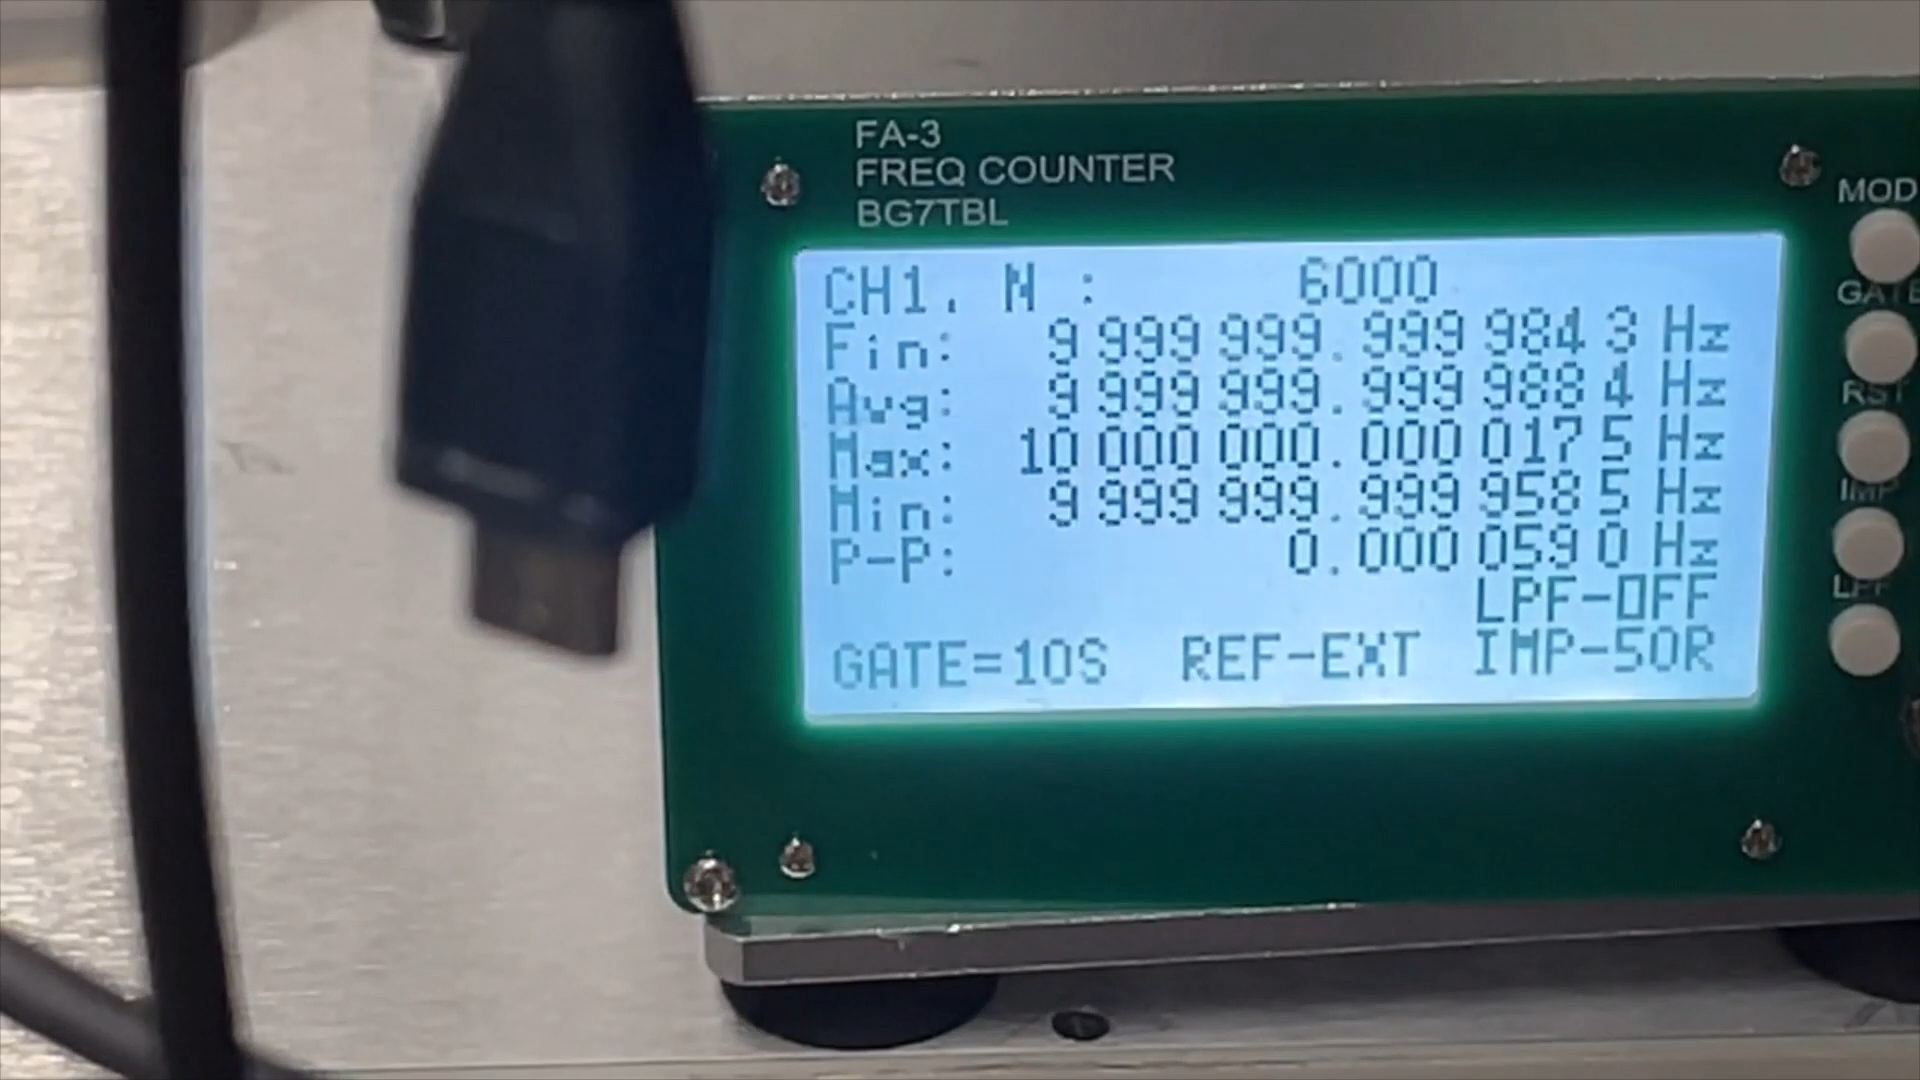 FA-3
FREQ COUNTER
BG7TBL
CH1. N : 6000
Fin: 9 999 999.999 984 3 Hz
Avg: 9 999 999.999 988 4 Hz
Max: 10 000 000.000 017 5 Hz
Min: 9 999 999.999 958 5 Hz
P-P: 0.000 059 0 Hz
LPF-OFF
GATE=10S REF-EXT IMP-50R
MOD
GATE
RST
IMP
LPF